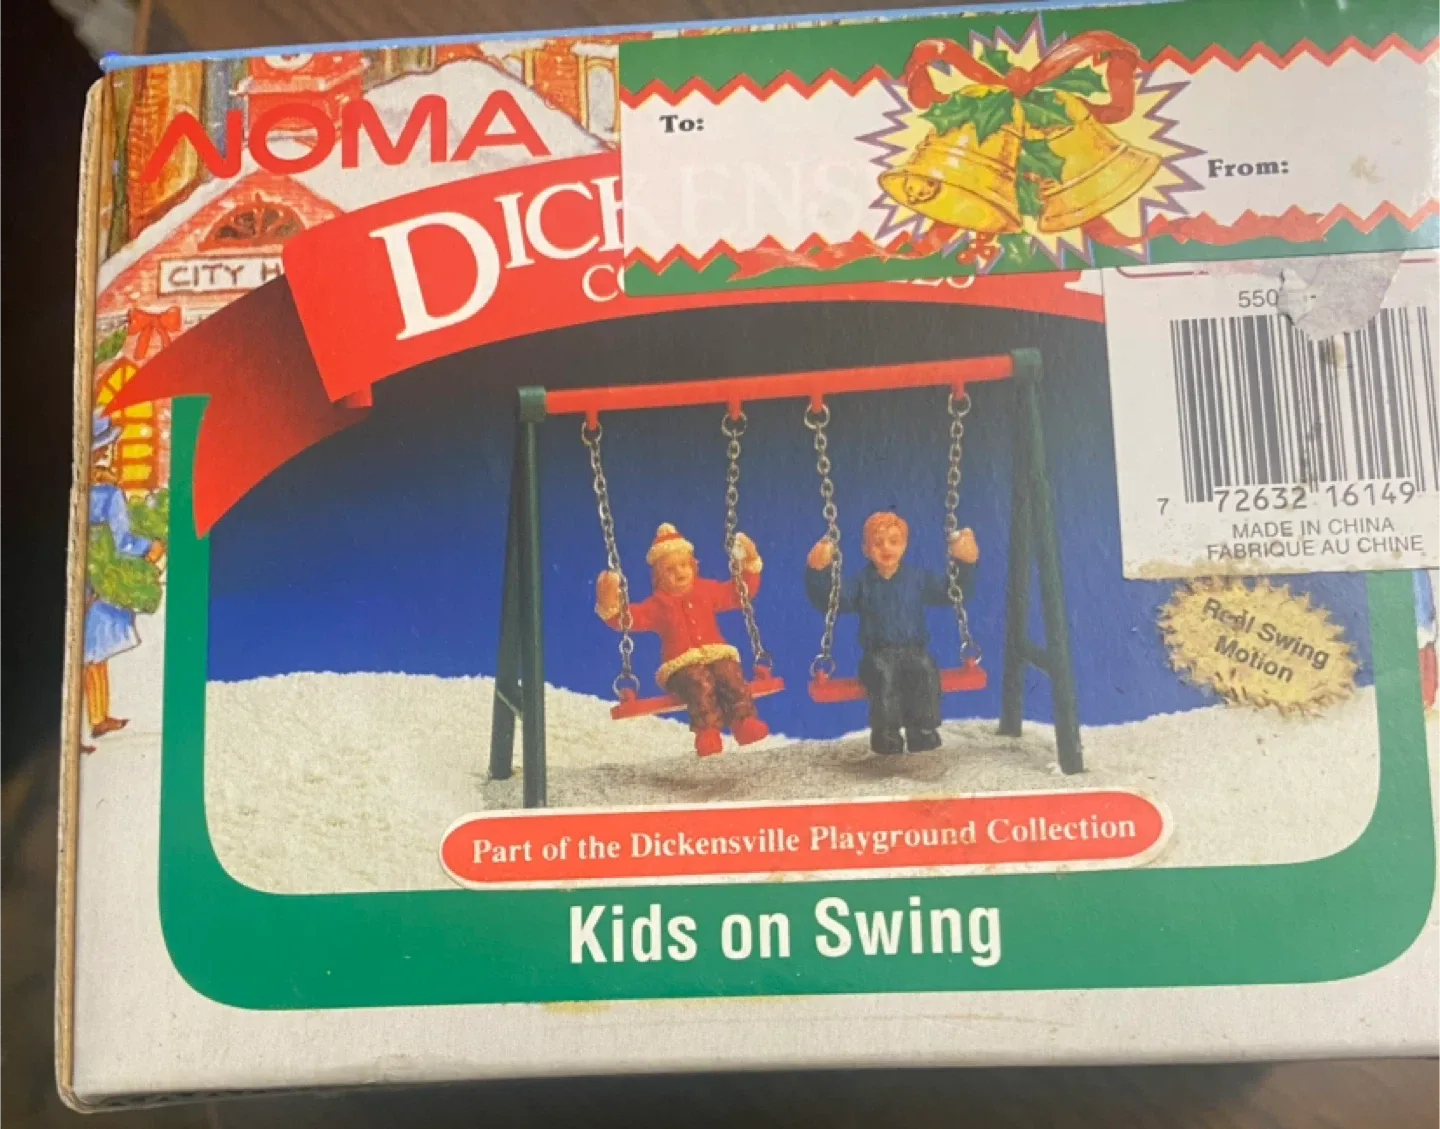 NOMA
To:
From:
DICKENS
CITY H
550
7 72632 16149
MADE IN CHINA
FABRIQUE AU CHINE
Real Swing
Motion
Part of the Dickensville Playground Collection
Kids on Swing